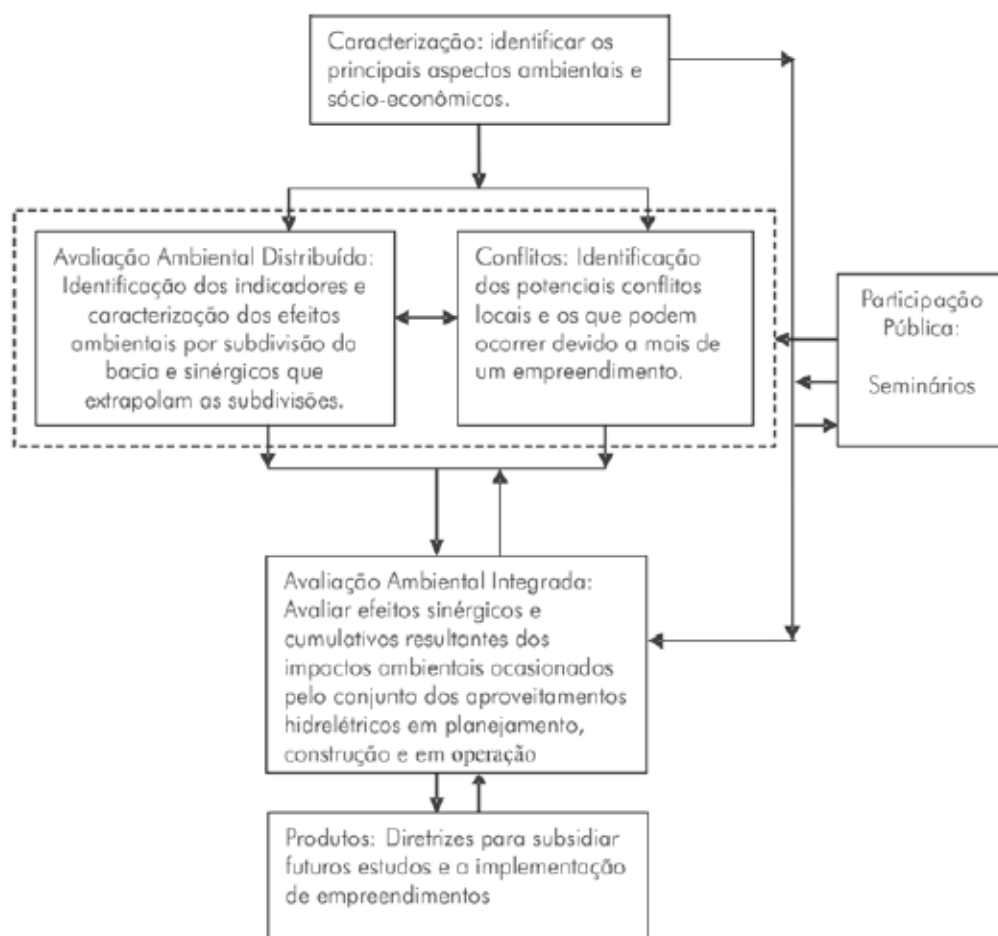 Caracterização: identificar os
principais aspectos ambientais e
sócio-econômicos.
Avaliação Ambiental Distribuída:
Identificação dos indicadores e
caracterização dos efeitos
ambientais por subdivisão da
bacia e sinérgicos que
extrapolam as subdivisões.
Conflitos: Identificação
dos potenciais conflitos
locais e os que podem
ocorrer devido a mais de
um empreendimento.
Participação
Pública:
Seminários
Avaliação Ambiental Integrada:
Avaliar efeitos sinérgicos e
cumulativos resultantes dos
impactos ambientais ocasionados
pelo conjunto dos aproveitamentos
hidrelétricos em planejamento,
construção e em operação
Produtos: Diretrizes para subsidiar
futuros estudos e a implementação
de empreendimentos